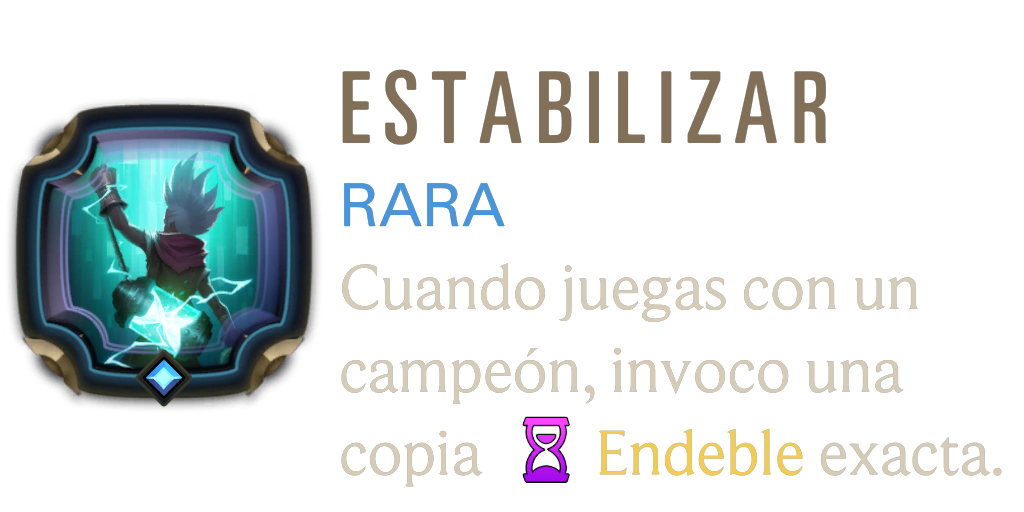 ESTABILIZAR
RARA
Cuando juegas con un
campeón, invoco una
copia Endeble exacta.